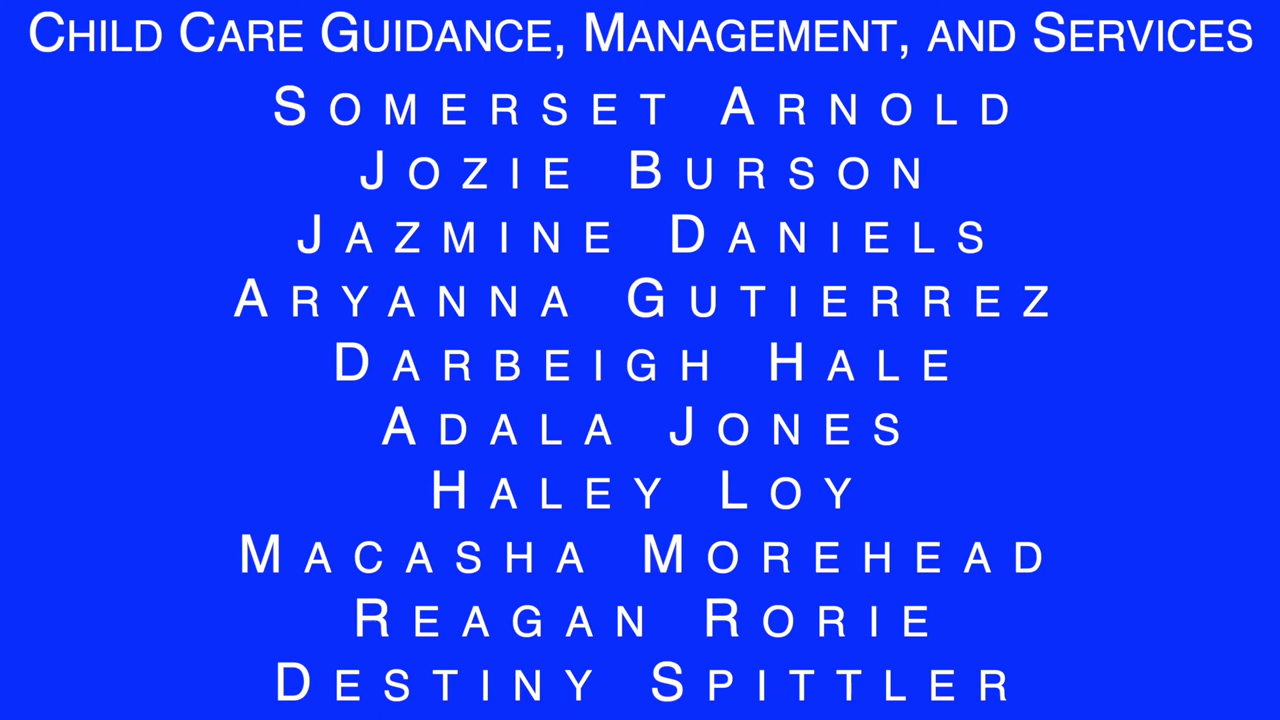 CHILD CARE GUIDANCE, MANAGEMENT, AND SERVICES
SOMERSET ARNOLD
JOZIE BURSON
JAZMINE DANIELS
ARYANNA GUTIERREZ
DARBEIGH HALE
ADALA JONES
HALEY LOY
MACASHA MOREHEAD
REAGAN RORIE
DESTINY SPITTLER